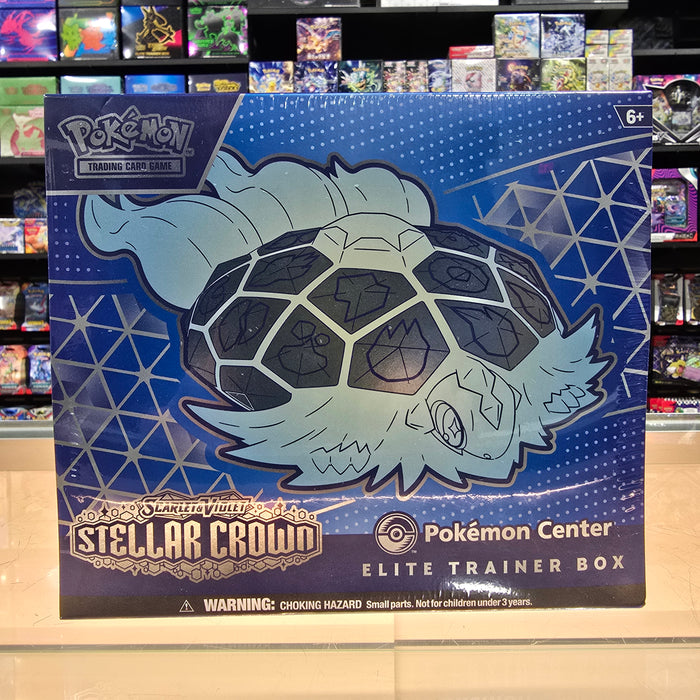 POKÉMON
TRADING CARD GAME
6+
SCARLET & VIOLET
STELLAR CROWN
Pokémon Center
ELITE TRAINER BOX
WARNING: CHOKING HAZARD Small parts. Not for children under 3 years.